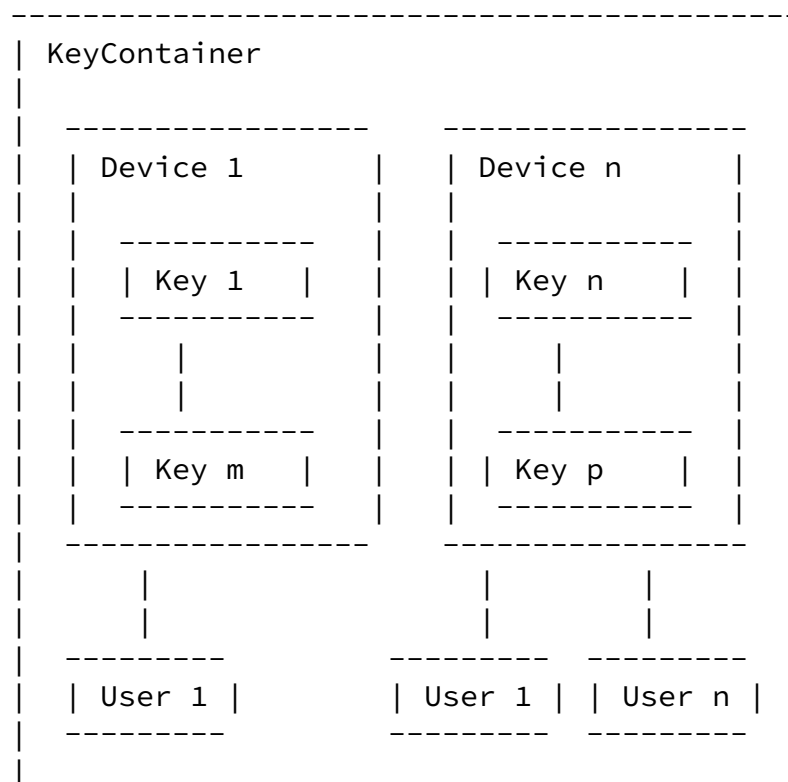 KeyContainer
Device 1 Device n
Key 1 Key n
Key m Key p
User 1 User 1 User n